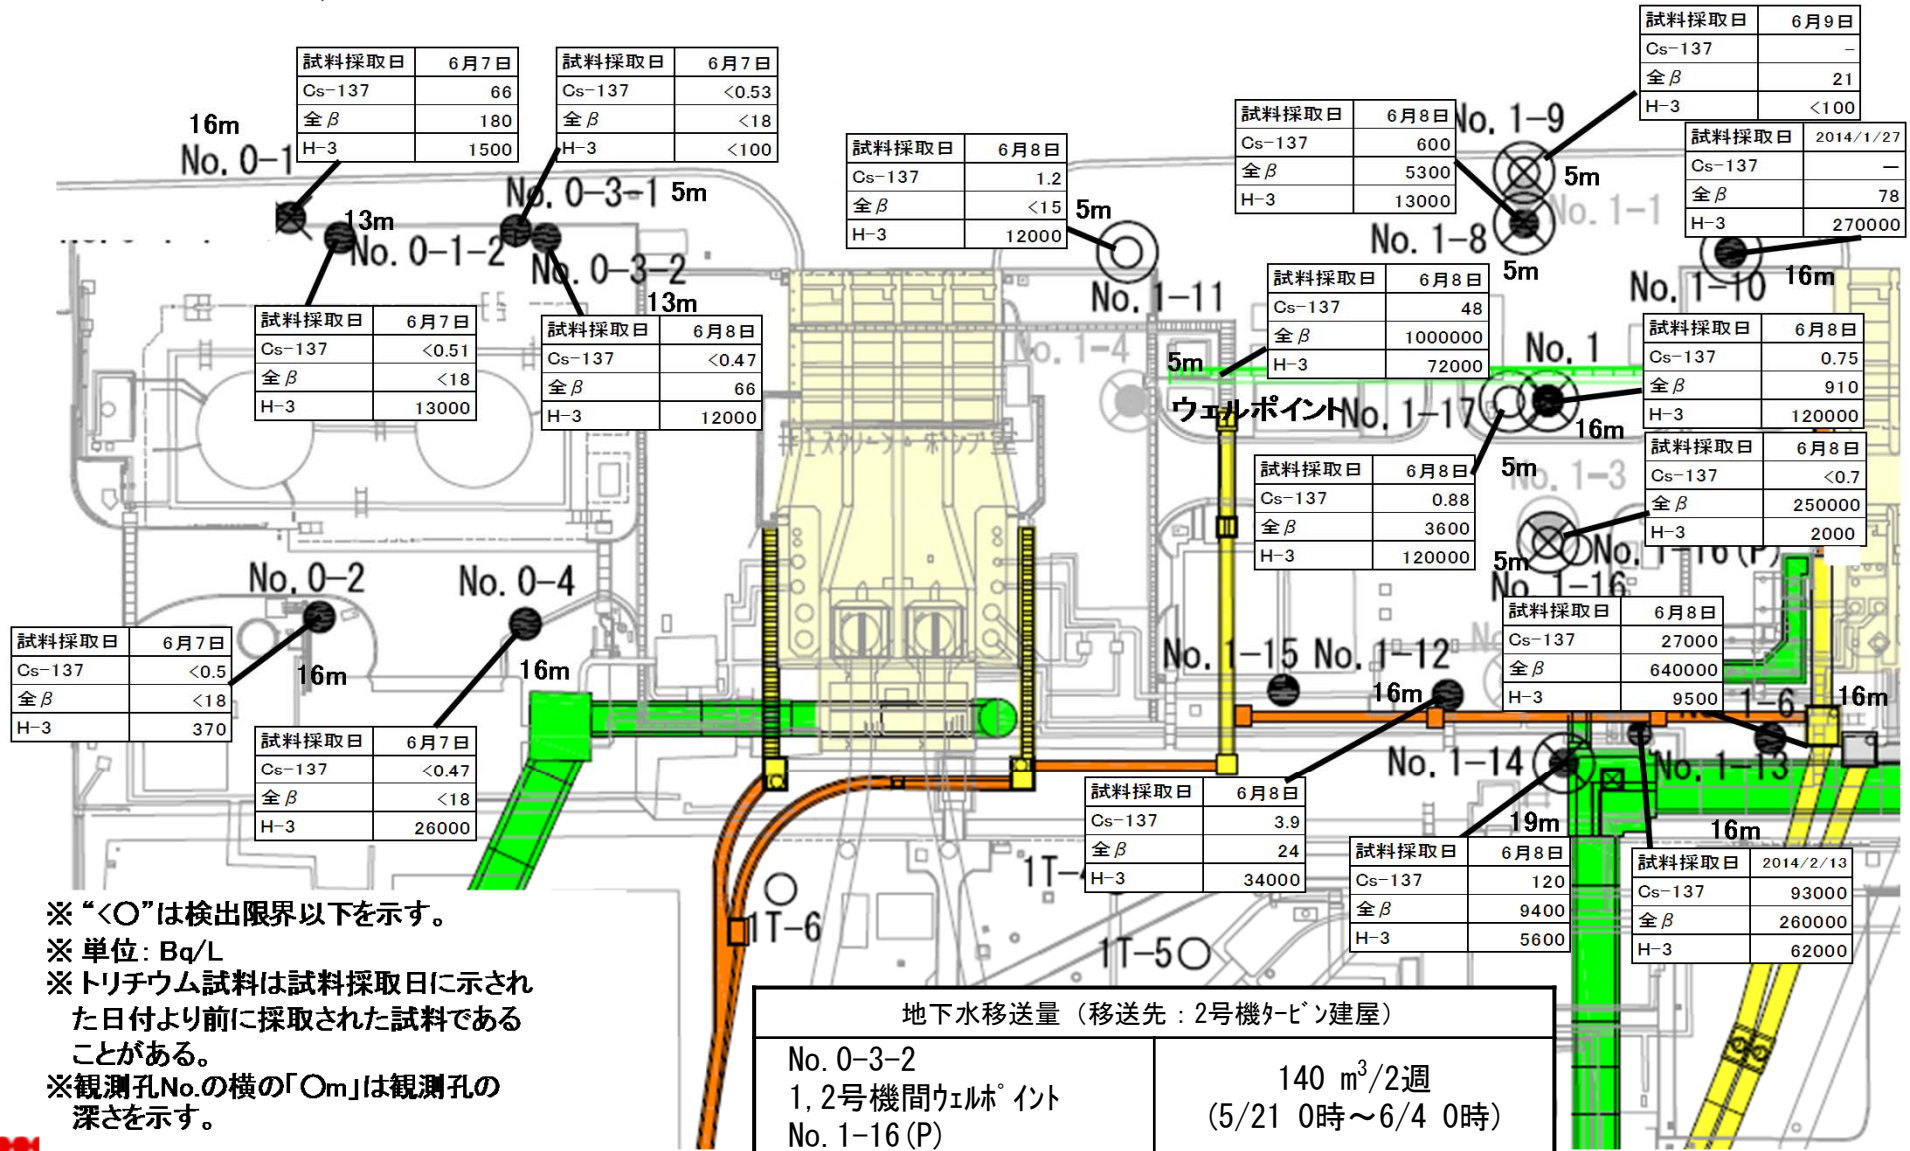 試料採取日 6月9日
Cs-137 -
全β 21
H-3 <100
試料採取日 6月7日
Cs-137 66
全β 180
H-3 1500
試料採取日 6月7日
Cs-137 <0.53
全β <18
H-3 <100
16m
No. 0-1
試料採取日 6月8日
Cs-137 1.2
全β <15
H-3 12000
試料採取日 6月8日
Cs-137 600
全β 5300
H-3 13000
No. 1-9
5m
試料採取日 2014/1/27
Cs-137 —
全β 78
H-3 270000
No. 0-3-1 5m
13m
No. 0-1-2
No. 0-3-2
13m
5m
No. 1-11
No. 1-1
No. 1-8
5m
No. 1-10
16m
試料採取日 6月7日
Cs-137 <0.51
全β <18
H-3 13000
試料採取日 6月8日
Cs-137 <0.47
全β 66
H-3 12000
試料採取日 6月8日
Cs-137 48
全β 1000000
H-3 72000
試料採取日 6月8日
Cs-137 0.75
全β 910
H-3 120000
o. 1-4
5m
No. 1
ウェルポイント
No. 1-17
16m
5m
No. 1-3
試料採取日 6月8日
Cs-137 0.88
全β 3600
H-3 120000
試料採取日 6月8日
Cs-137 <0.7
全β 250000
H-3 2000
5m
No. 1-16(P)
No. 1-16
No. 0-2
No. 0-4
16m
16m
試料採取日 6月7日
Cs-137 <0.5
全β <18
H-3 370
試料採取日 6月7日
Cs-137 <0.47
全β <18
H-3 26000
No. 1-15 No. 1-12
16m
試料採取日 6月8日
Cs-137 27000
全β 640000
H-3 9500
1-6
16m
No. 1-14
No. 1-13
19m
16m
試料採取日 6月8日
Cs-137 3.9
全β 24
H-3 34000
試料採取日 6月8日
Cs-137 120
全β 9400
H-3 5600
試料採取日 2014/2/13
Cs-137 93000
全β 260000
H-3 62000
1T-6
1T-5
※ “<〇”は検出限界以下を示す。
※ 単位: Bq/L
※ トリチウム試料は試料採取日に示され
た日付より前に採取された試料である
ことがある。
※観測孔No.の横の「〇m」は観測孔の
深さを示す。
地下水移送量（移送先：2号機ﾀｰﾋﾞﾝ建屋）
No. 0-3-2
1, 2号機間ｳｪﾙﾎﾟｲﾝﾄ
No. 1-16(P)
140 m³/2週
(5/21 0時～6/4 0時)